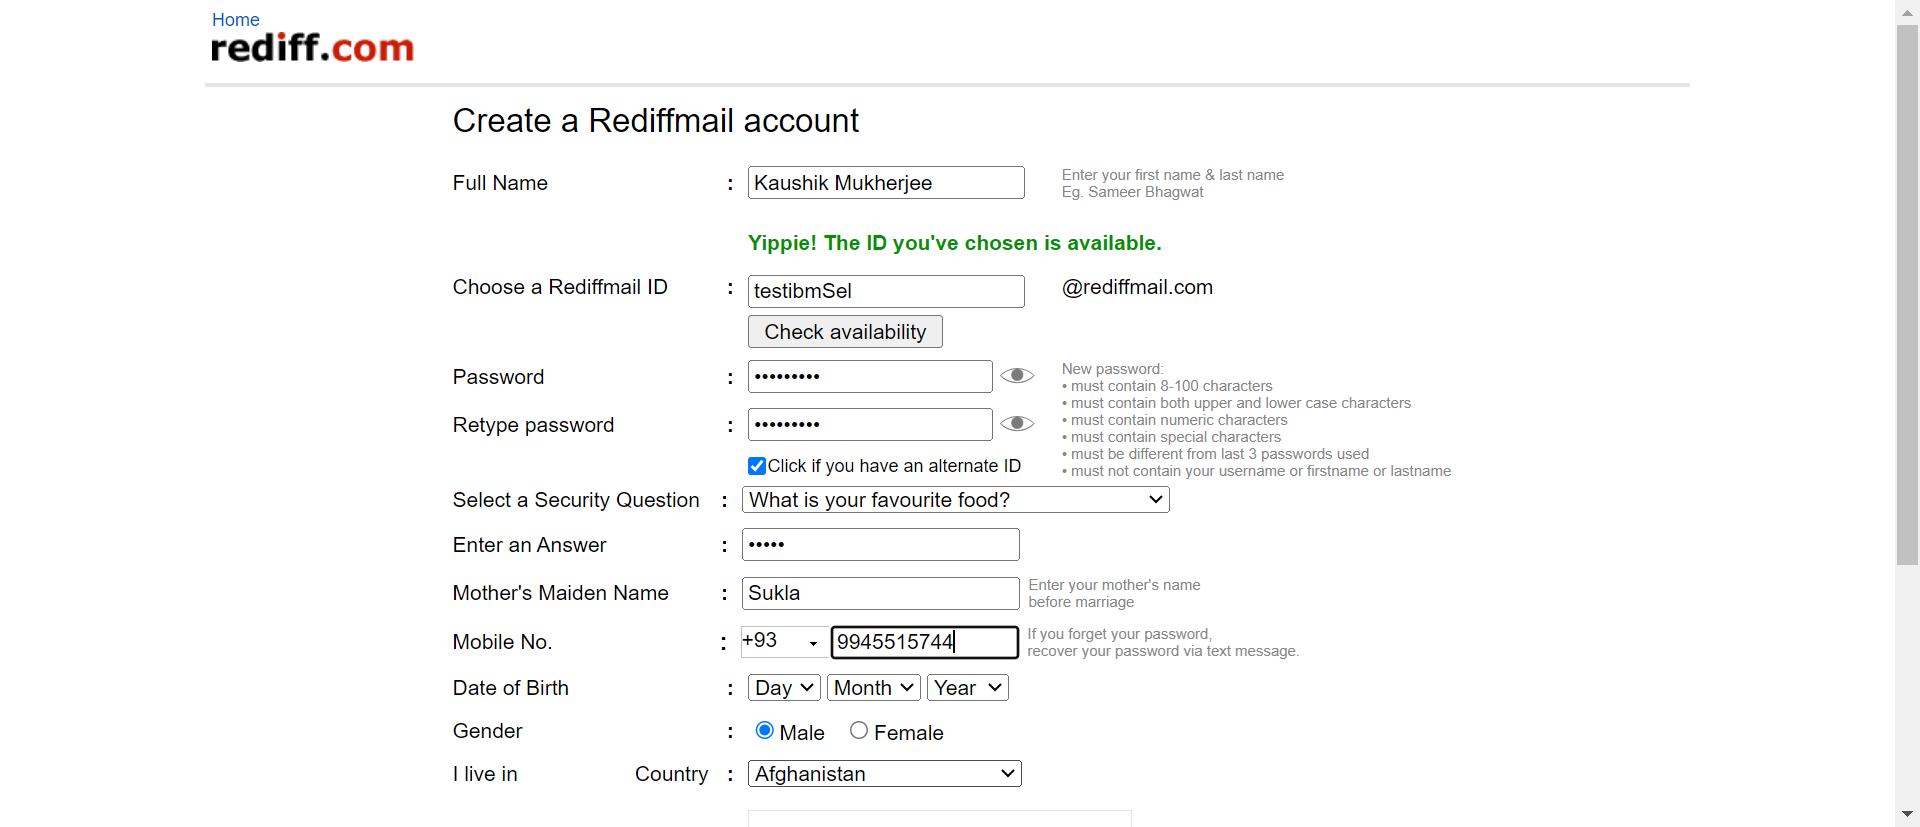 Home
rediff.com
Create a Rediffmail account
Full Name : Kaushik Mukherjee
Enter your first name & last name
Eg. Sameer Bhagwat
Yippie! The ID you've chosen is available.
Choose a Rediffmail ID : testibmSel @rediffmail.com
Check availability
Password : •••••••••
Retype password : •••••••••
New password:
• must contain 8-100 characters
• must contain both upper and lower case characters
• must contain numeric characters
• must contain special characters
• must be different from last 3 passwords used
• must not contain your username or firstname or lastname
Click if you have an alternate ID
Select a Security Question : What is your favourite food?
Enter an Answer : •••••
Mother's Maiden Name : Sukla
Enter your mother's name
before marriage
Mobile No. : +93 9945515744
If you forget your password,
recover your password via text message.
Date of Birth : Day Month Year
Gender : Male Female
I live in Country : Afghanistan